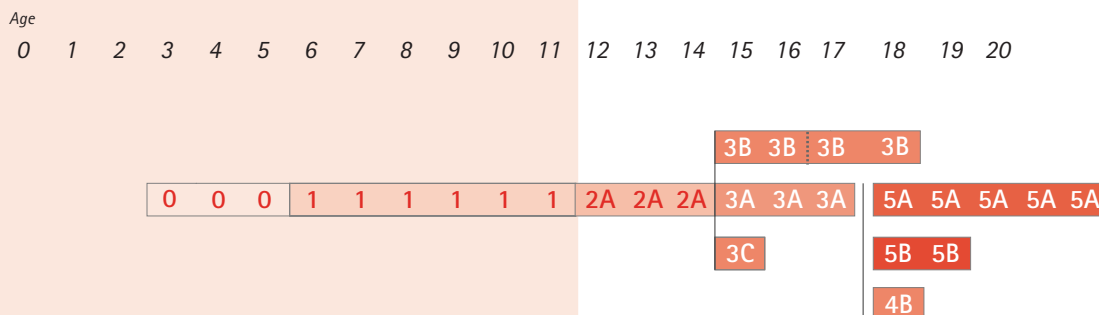 Age
0 1 2 3 4 5 6 7 8 9 10 11 12 13 14 15 16 17 18 19 20
3B 3B 3B 3B
0 0 0 1 1 1 1 1 1 2A 2A 2A 3A 3A 3A 5A 5A 5A 5A 5A
3C 5B 5B
4B